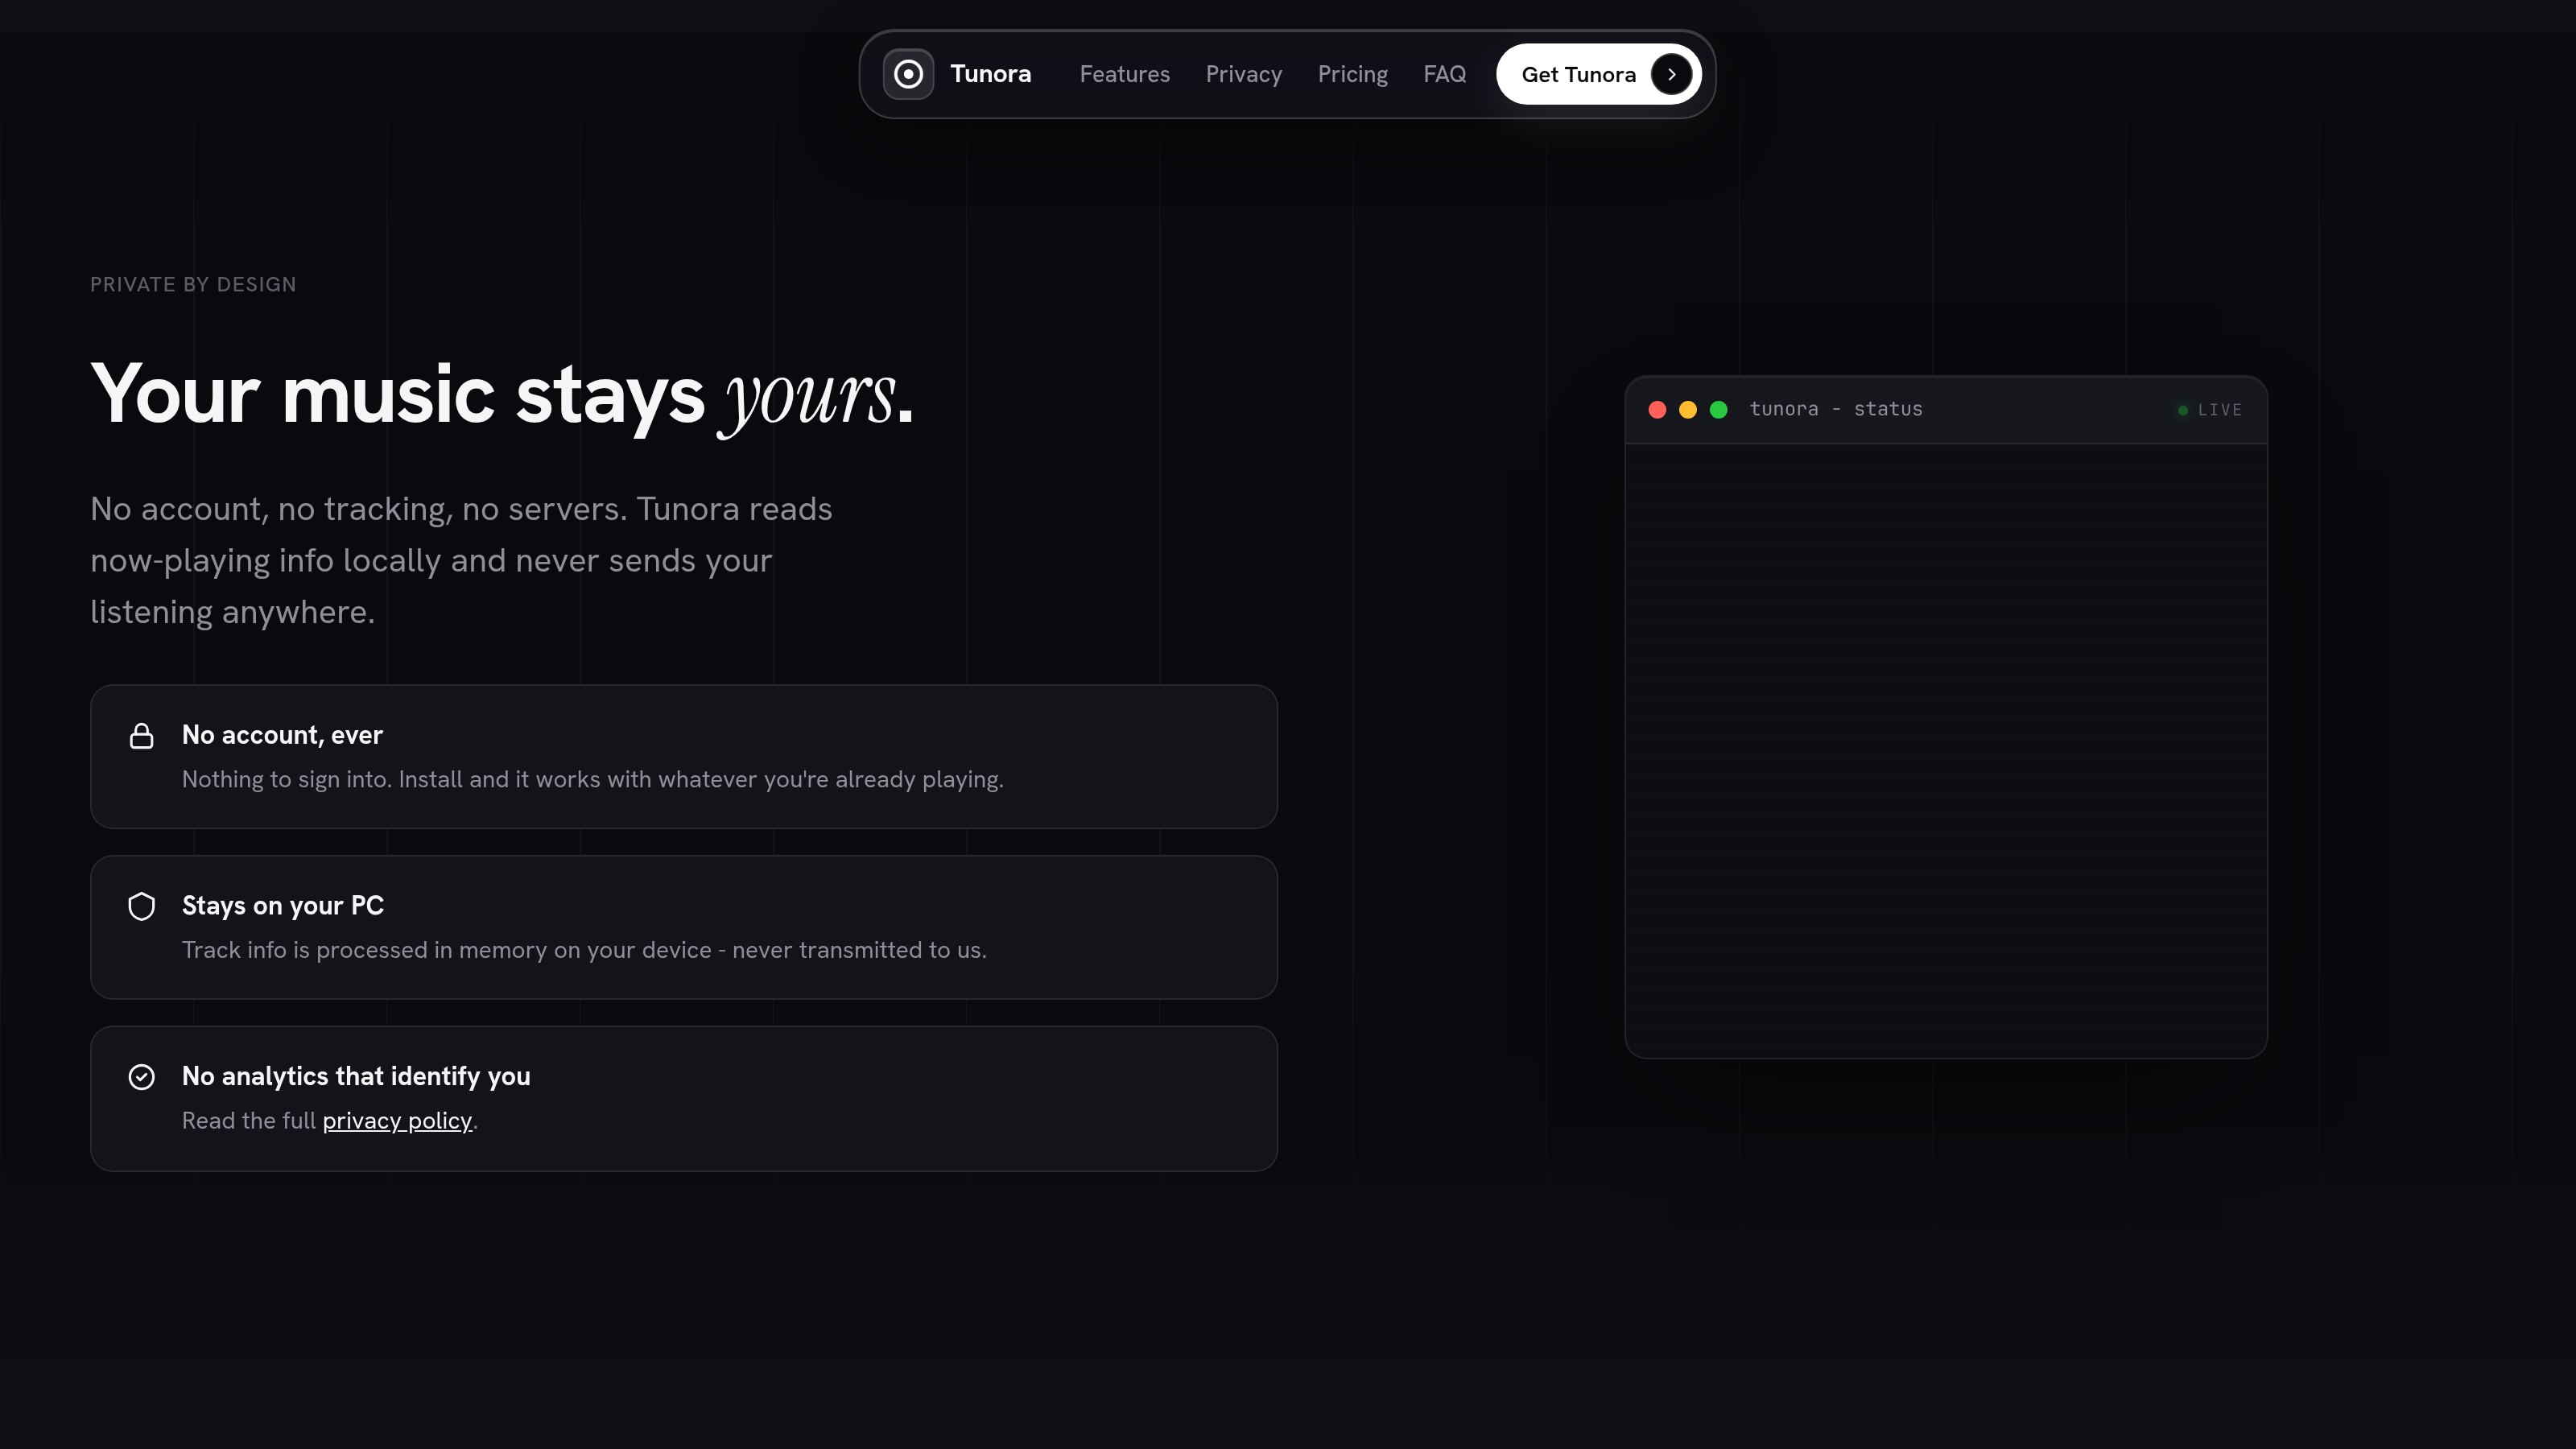 Tunora
Features
Privacy
Pricing
FAQ
Get Tunora
PRIVATE BY DESIGN
Your music stays yours.
No account, no tracking, no servers. Tunora reads
now-playing info locally and never sends your
listening anywhere.
No account, ever
Nothing to sign into. Install and it works with whatever you're already playing.
Stays on your PC
Track info is processed in memory on your device - never transmitted to us.
No analytics that identify you
Read the full privacy policy.
tunora - status
LIVE